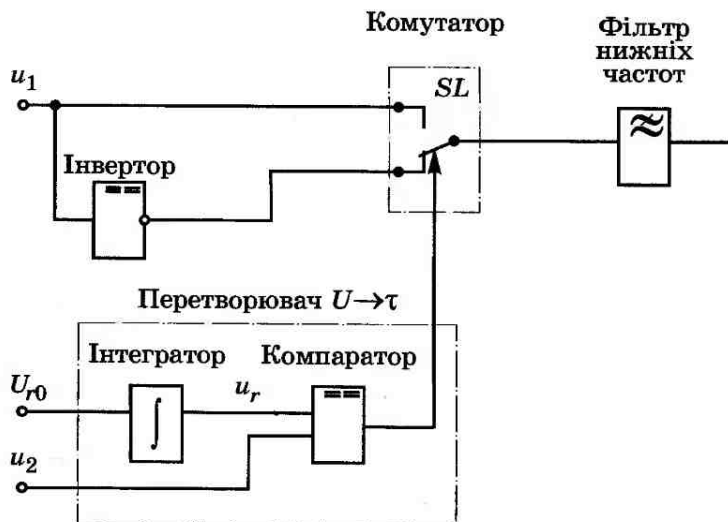 Комутатор
Фільтр
нижніх
частот
u1
SL
Інвертор
Перетворювач U→τ
Інтегратор
Компаратор
Ur0
ur
∫
u2